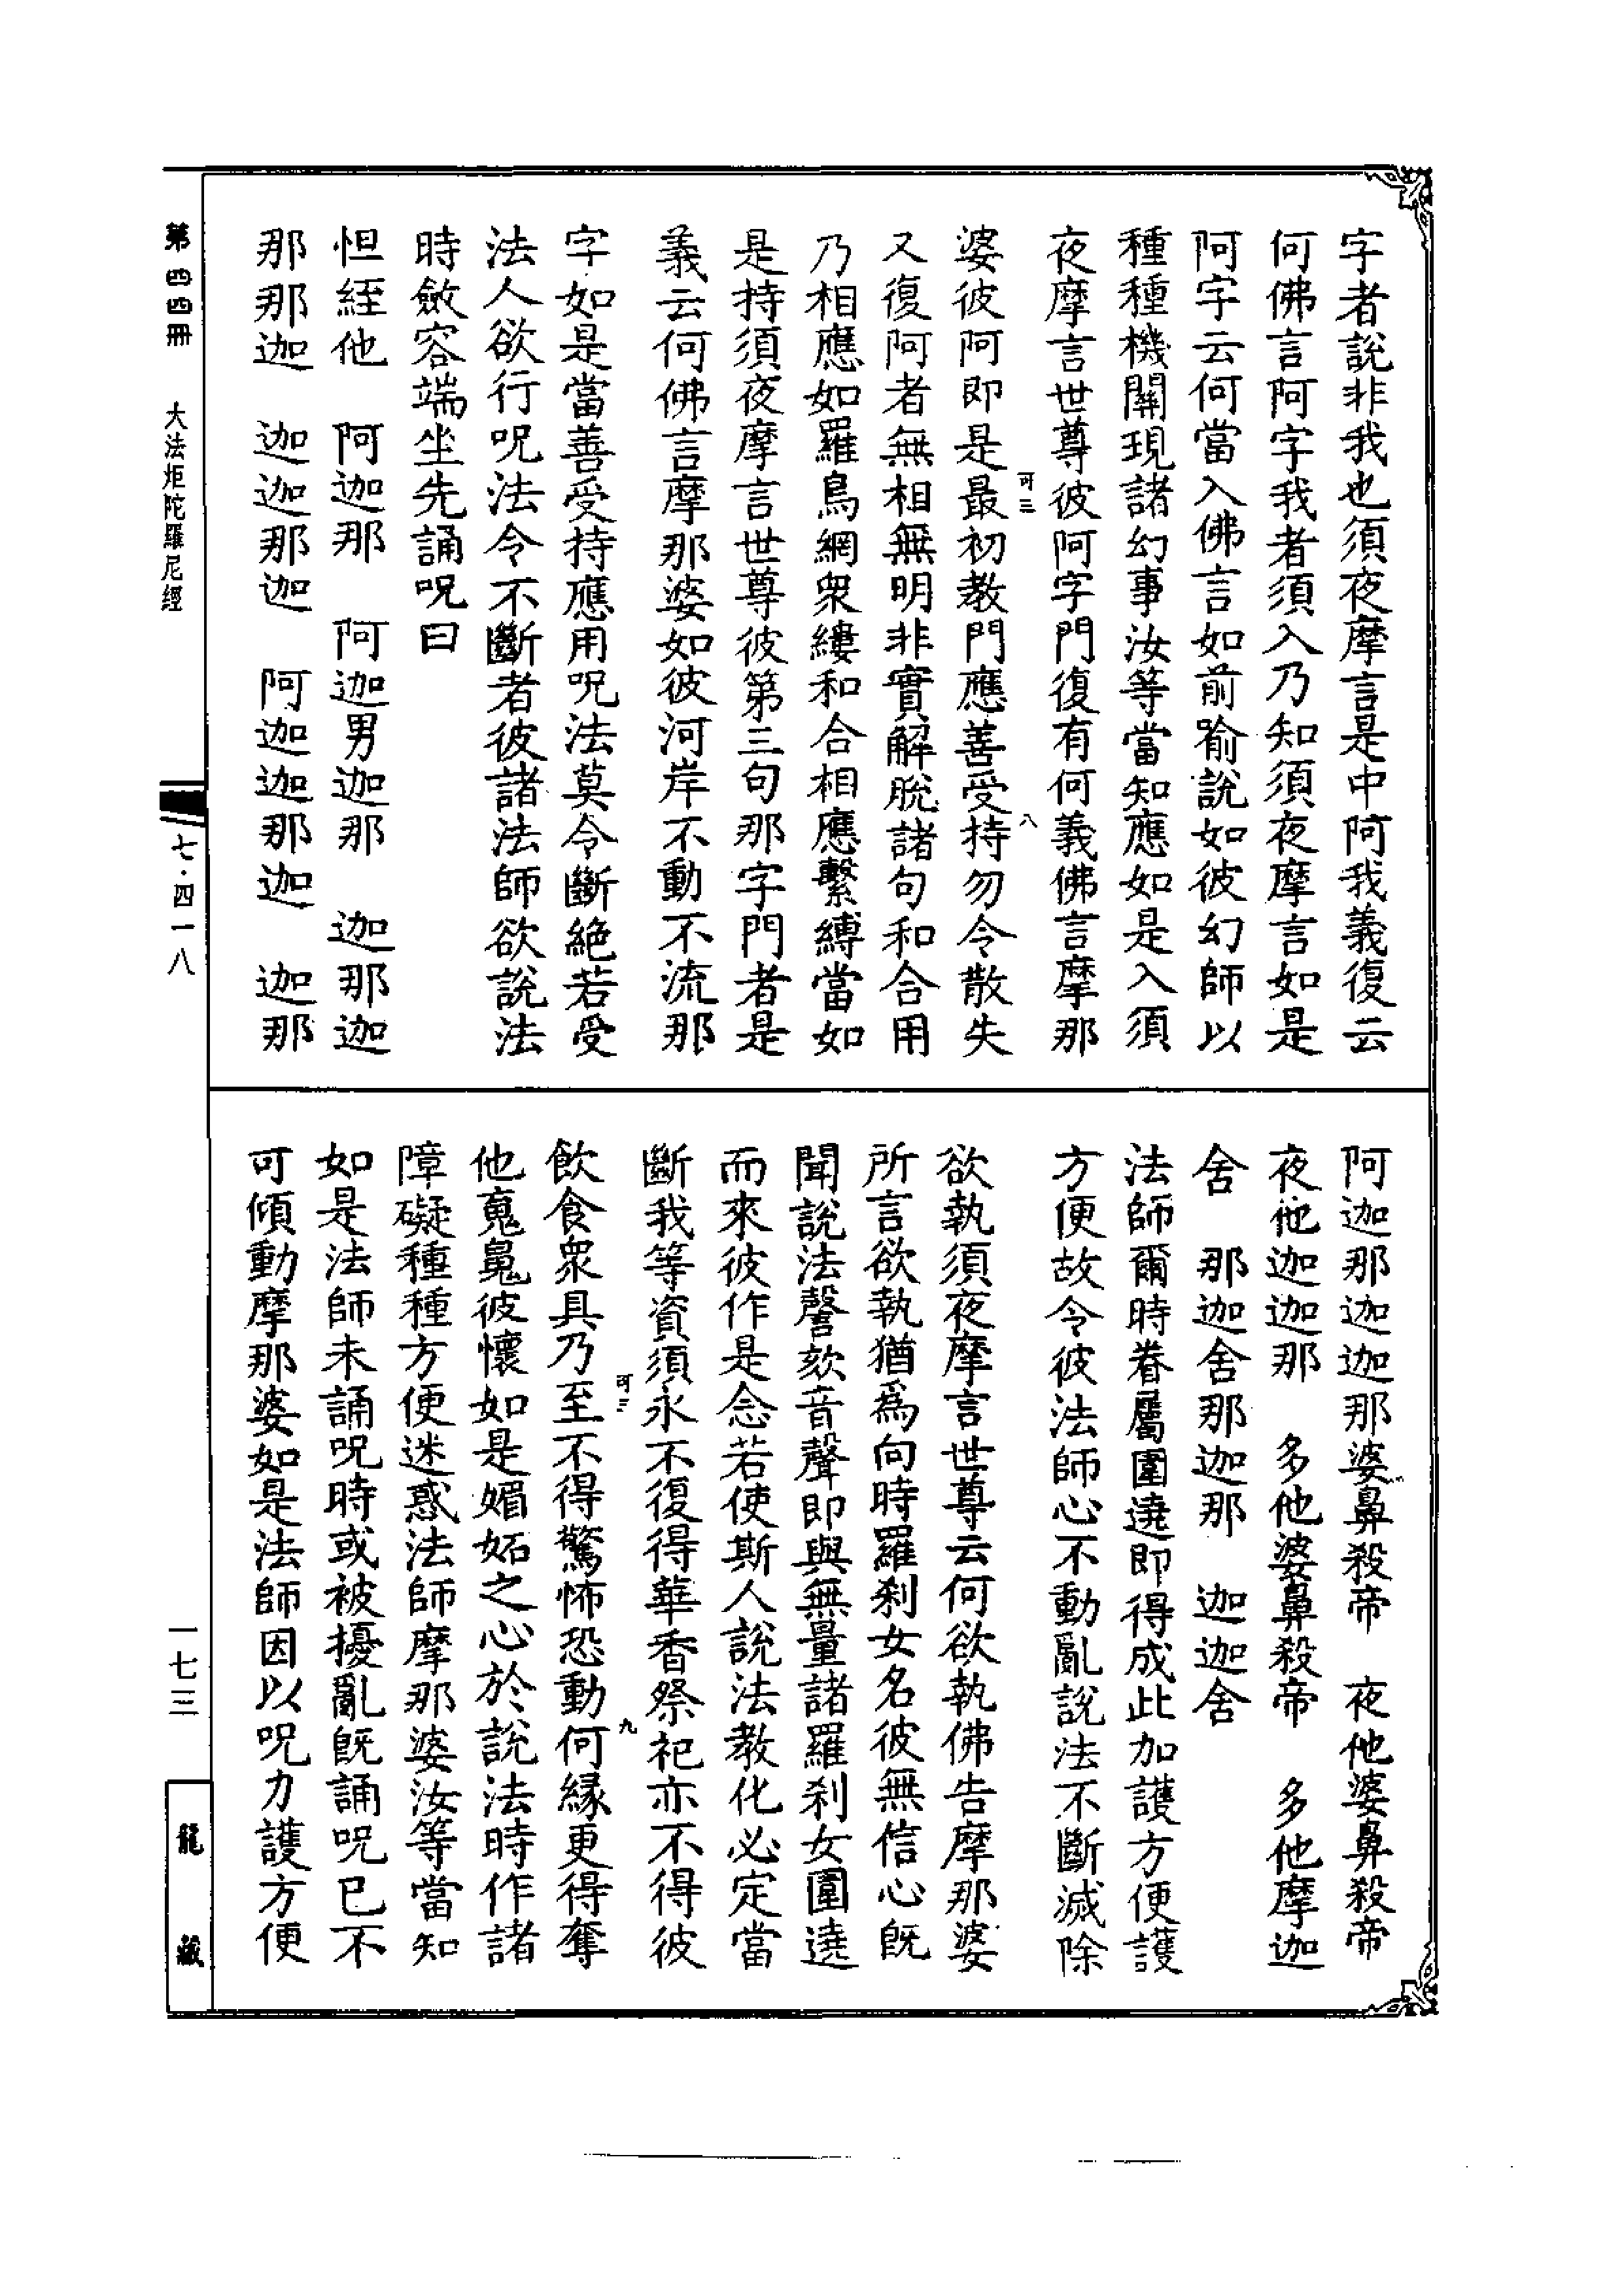 字者說非我也須夜摩言是中阿我義復云
何佛言阿字我者須入乃知須夜摩言如是
阿字云何當入佛言如前喻說如彼幻師以
種種機關現諸幻事汝等當知應如是入須
夜摩言世尊彼阿字門復有何義佛言摩那
可三
八
婆彼阿即是最初教門應善受持勿令散失
又復阿者無相無明非實解脫諸句和合用
乃相應如羅鳥網衆縷和合相應繫縛當如
是持須夜摩言世尊彼第三句那字門者是
義云何佛言摩那婆如彼河岸不動不流那
字如是當善受持應用呪法莫令斷絕若受
法人欲行呪法令不斷者彼諸法師欲說法
時斂容端坐先誦呪曰
怛絰他 阿迦那 阿迦男迦那 迦那迦
那那迦 迦迦那迦 阿迦迦那迦 迦那
阿迦那迦迦那婆鼻殺帝 夜他婆鼻殺帝
夜他迦迦那 多他婆鼻殺帝 多他摩迦
舍 那迦舍那迦那 迦迦舍
法師爾時眷屬圍遶即得成此加護方便護
方便故令彼法師心不動亂說法不斷滅除
欲執須夜摩言世尊云何欲執佛告摩那婆
所言欲執猶爲向時羅刹女名彼無信心既
聞說法謦欬音聲即與無量諸羅刹女圍遶
而來彼作是念若使斯人說法教化必定當
斷我等資須永不復得華香祭祀亦不得彼
可三
九
飲食衆具乃至不得驚怖恐動何縁更得奪
他䰟鬼彼懷如是媚妬之心於說法時作諸
障礙種種方便迷惑法師摩那婆汝等當知
如是法師未誦呪時或被擾亂既誦呪已不
可傾動摩那婆如是法師因以呪力護方便
第四四冊 大法炬陀羅尼經
七·四一八
一七三
龍藏